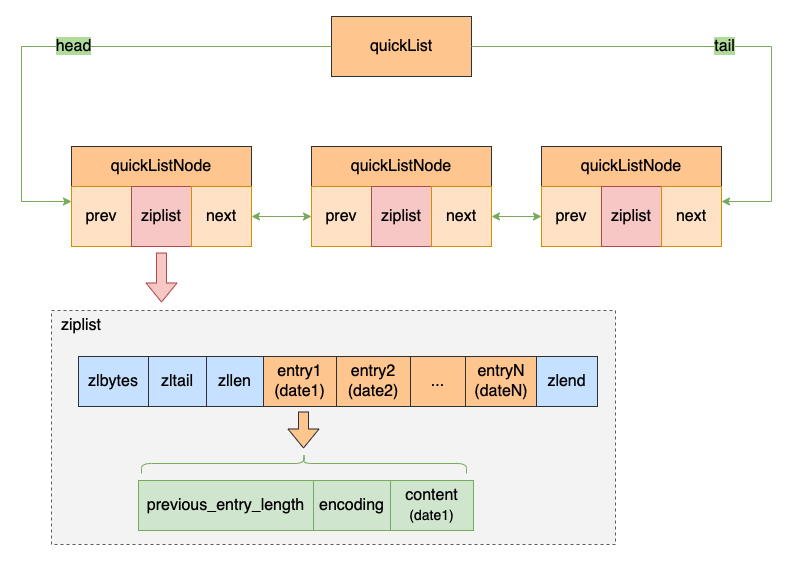 quickList
head
tail
quickListNode
quickListNode
quickListNode
prev ziplist next
prev ziplist next
prev ziplist next
ziplist
zlbytes
zltail
zllen
entry1
(date1)
entry2
(date2)
...
entryN
(dateN)
zlend
previous_entry_length
encoding
content
(date1)